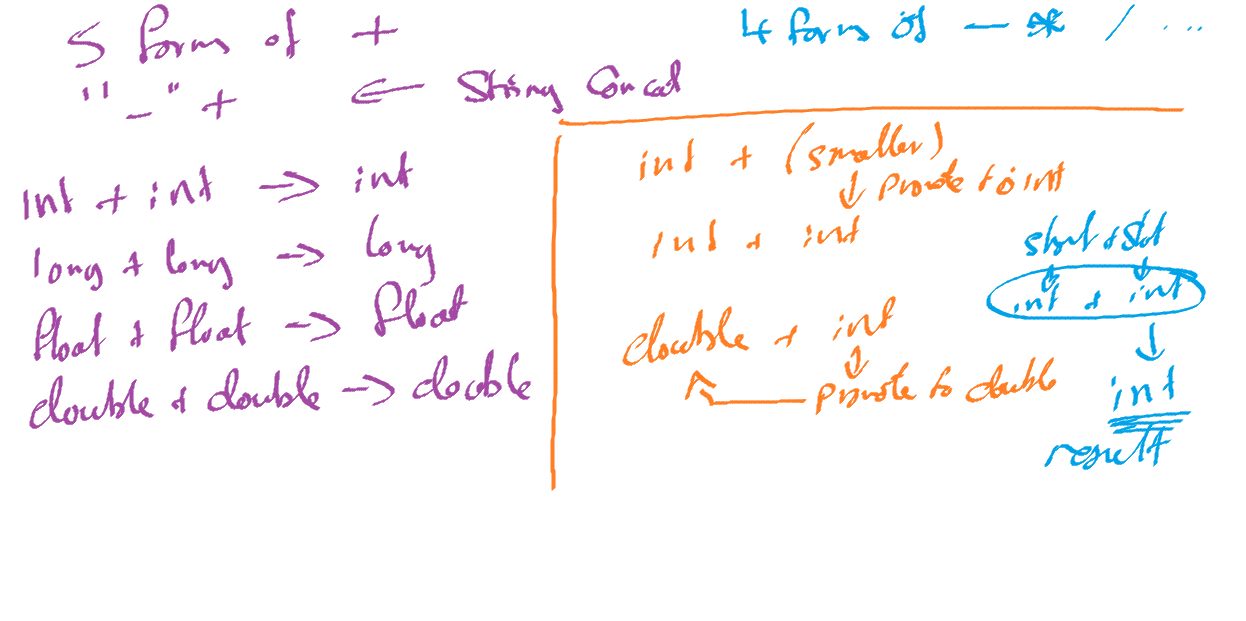 5 forms of +
"_" + ← String Concat
int + int → int
long + long → long
float + float → float
double + double → double
4 forms of - * / ...
int + (smaller)
↓ promote to int
int + int
double + int
↓
promote to double
short + short
↓ ↓
int + int
↓
int
result